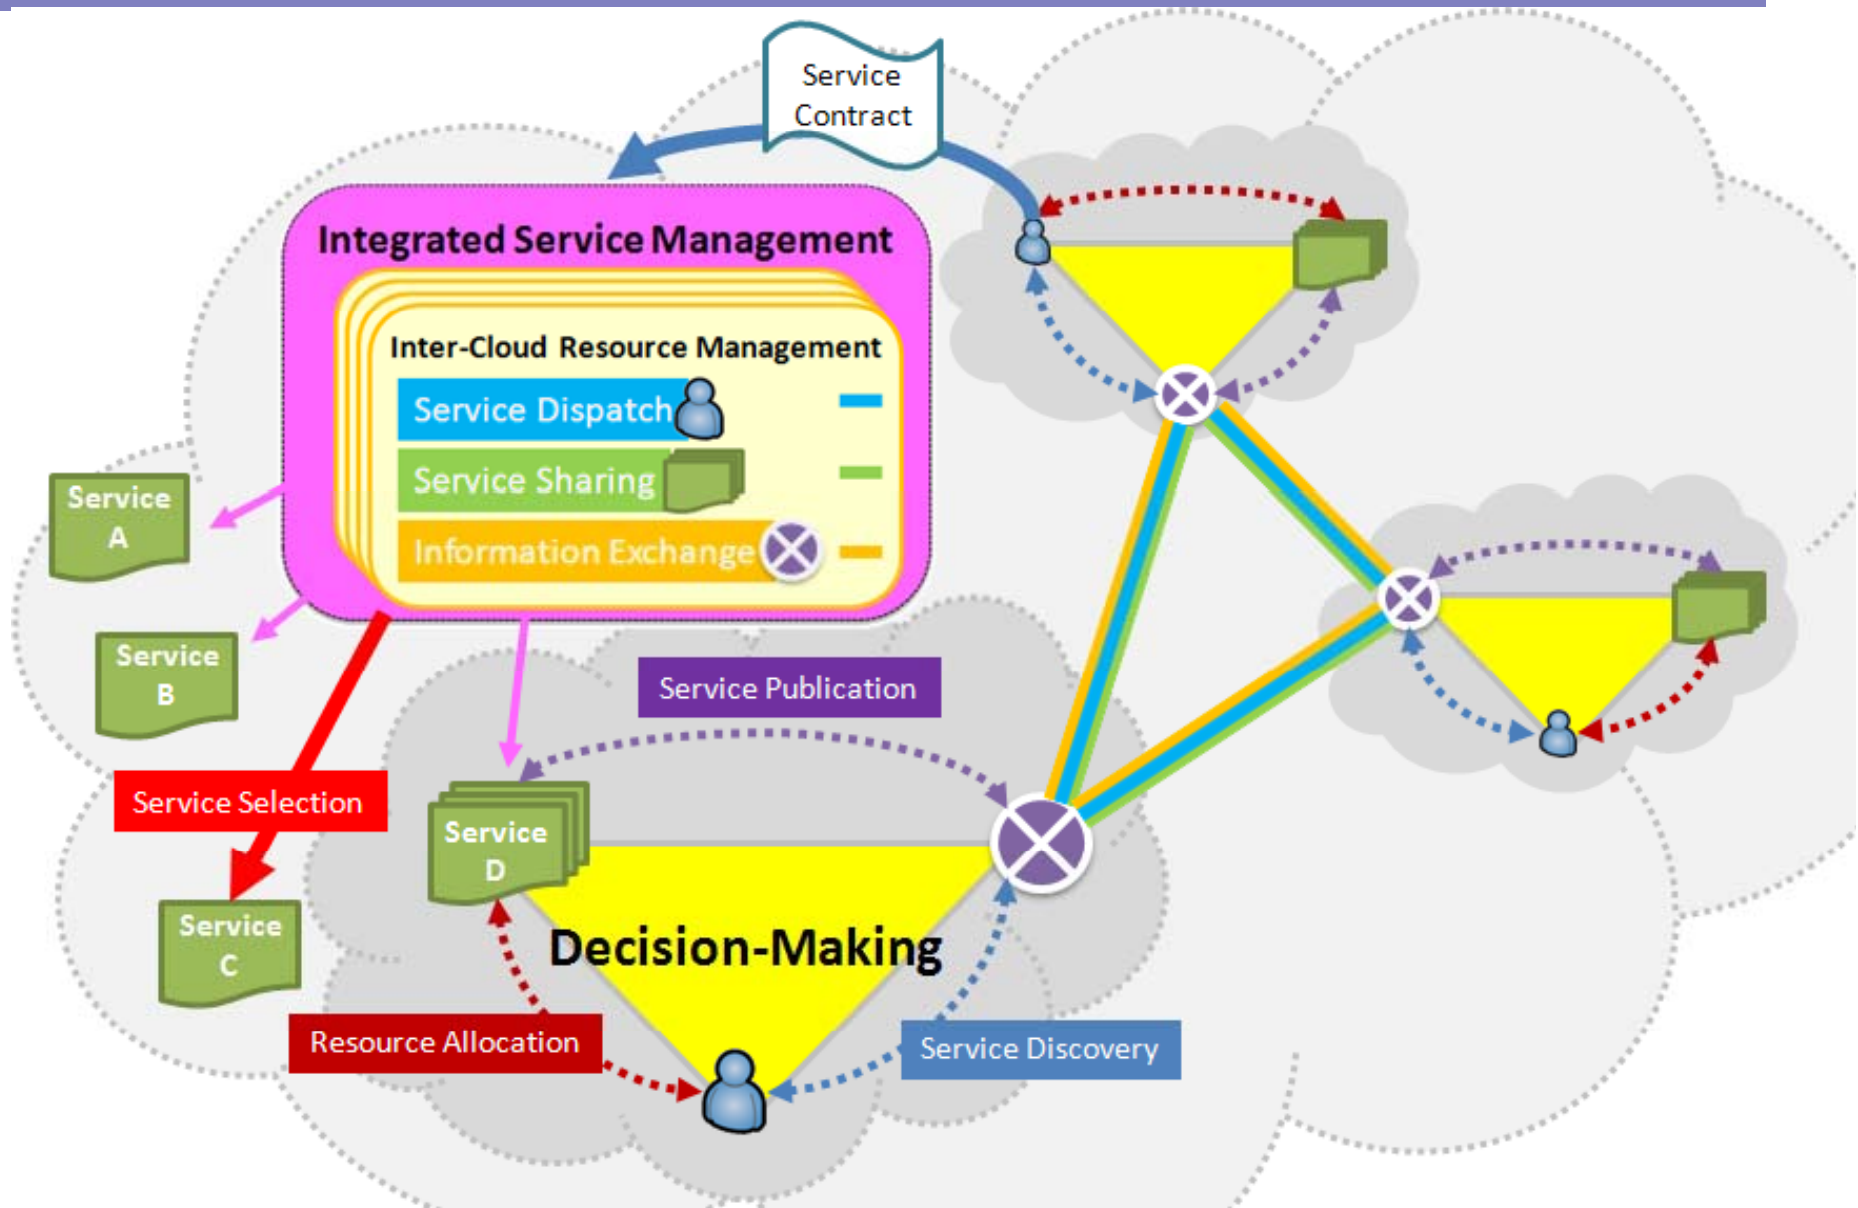 Service
Contract
Integrated Service Management
Inter-Cloud Resource Management
Service Dispatch
Service Sharing
Information Exchange
Service
A
Service
B
Service Publication
Service Selection
Service
D
Service
C
Decision-Making
Resource Allocation
Service Discovery